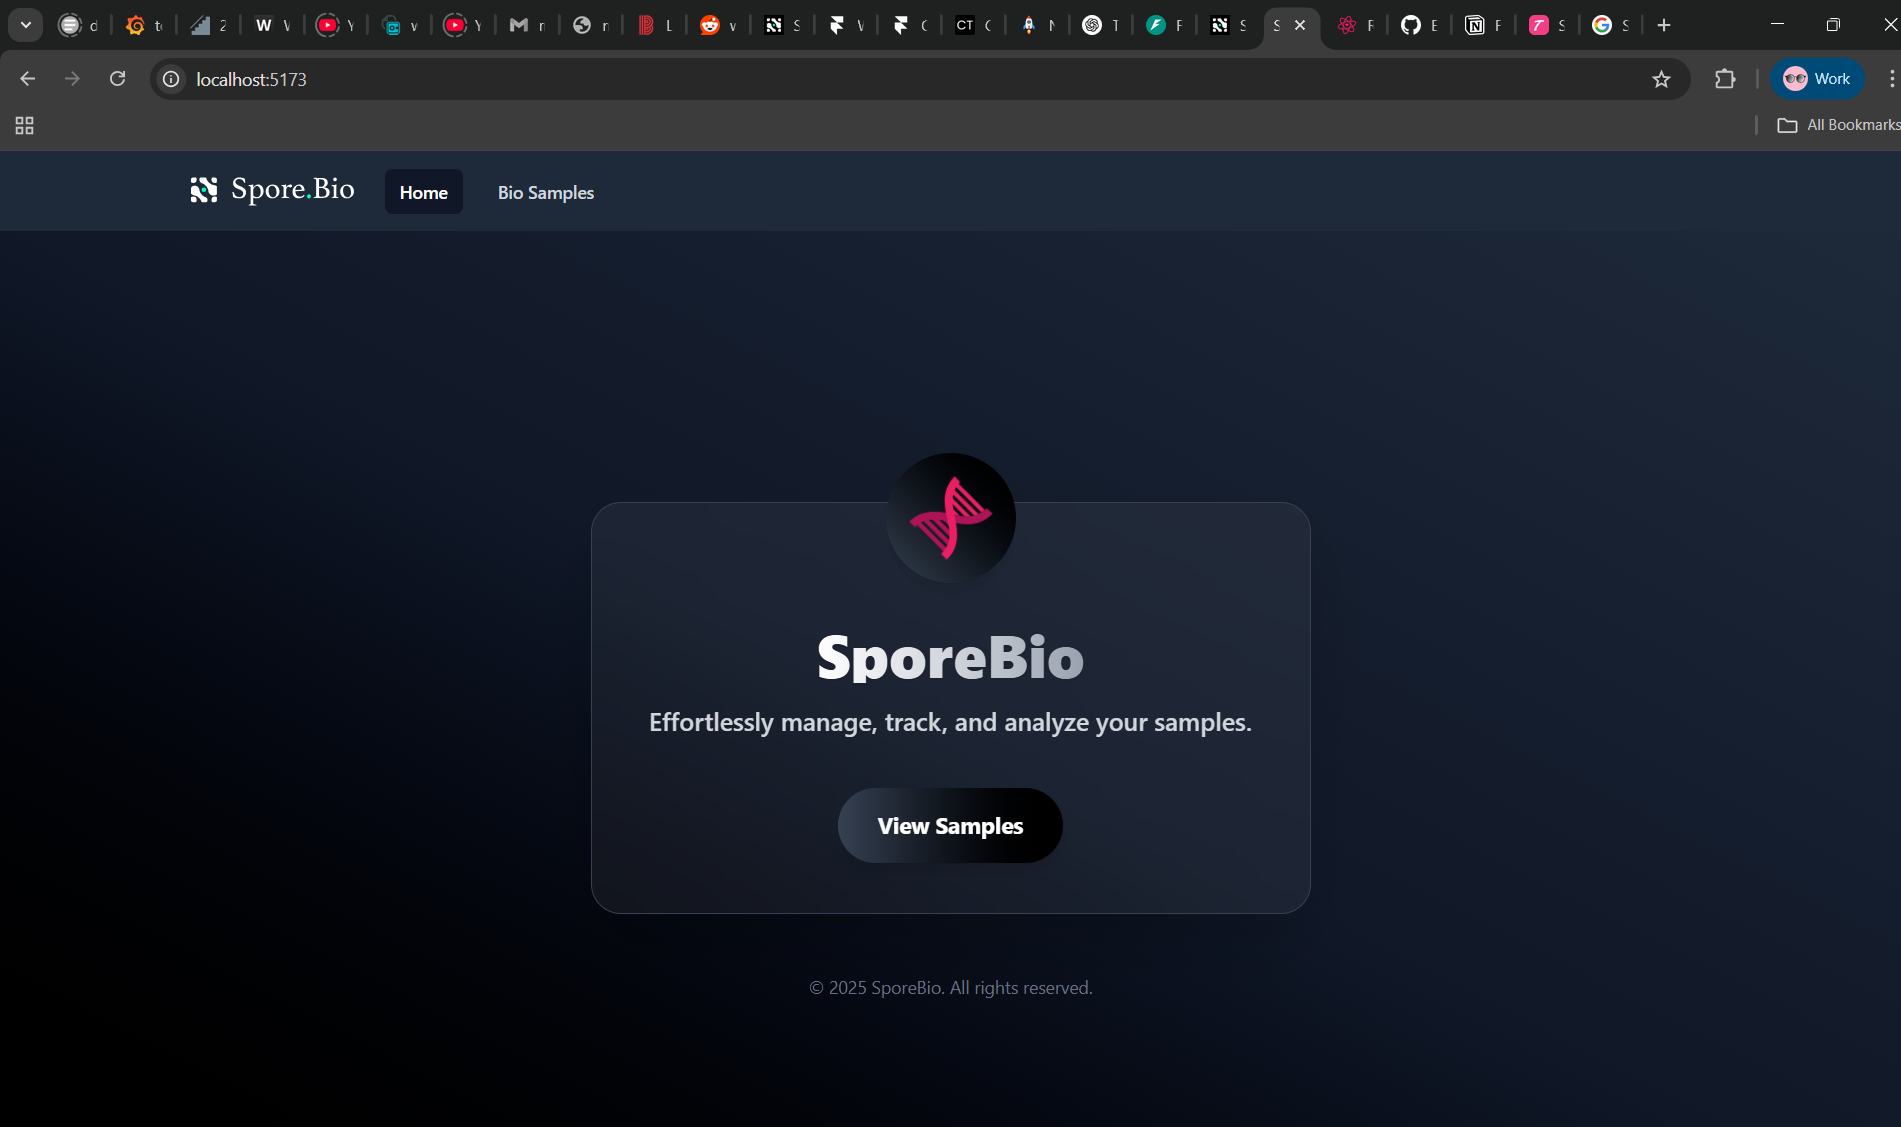 localhost:5173
Work
All Bookmarks
Spore.Bio
Home
Bio Samples
SporeBio
Effortlessly manage, track, and analyze your samples.
View Samples
© 2025 SporeBio. All rights reserved.